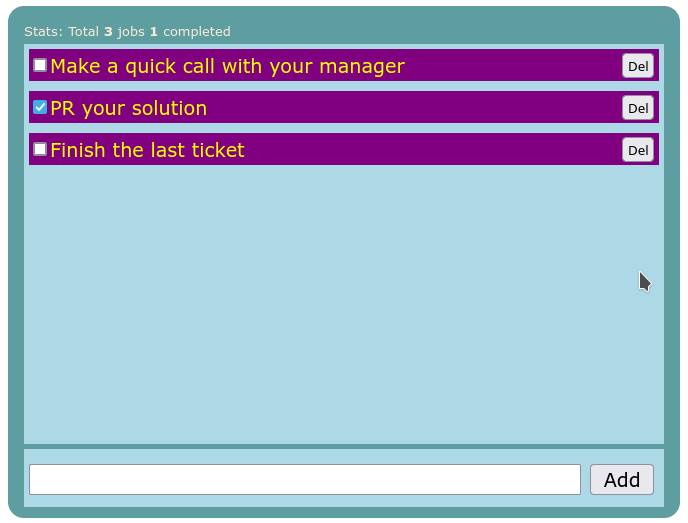 Stats: Total 3 jobs 1 completed
Make a quick call with your manager Del
PR your solution Del
Finish the last ticket Del
Add